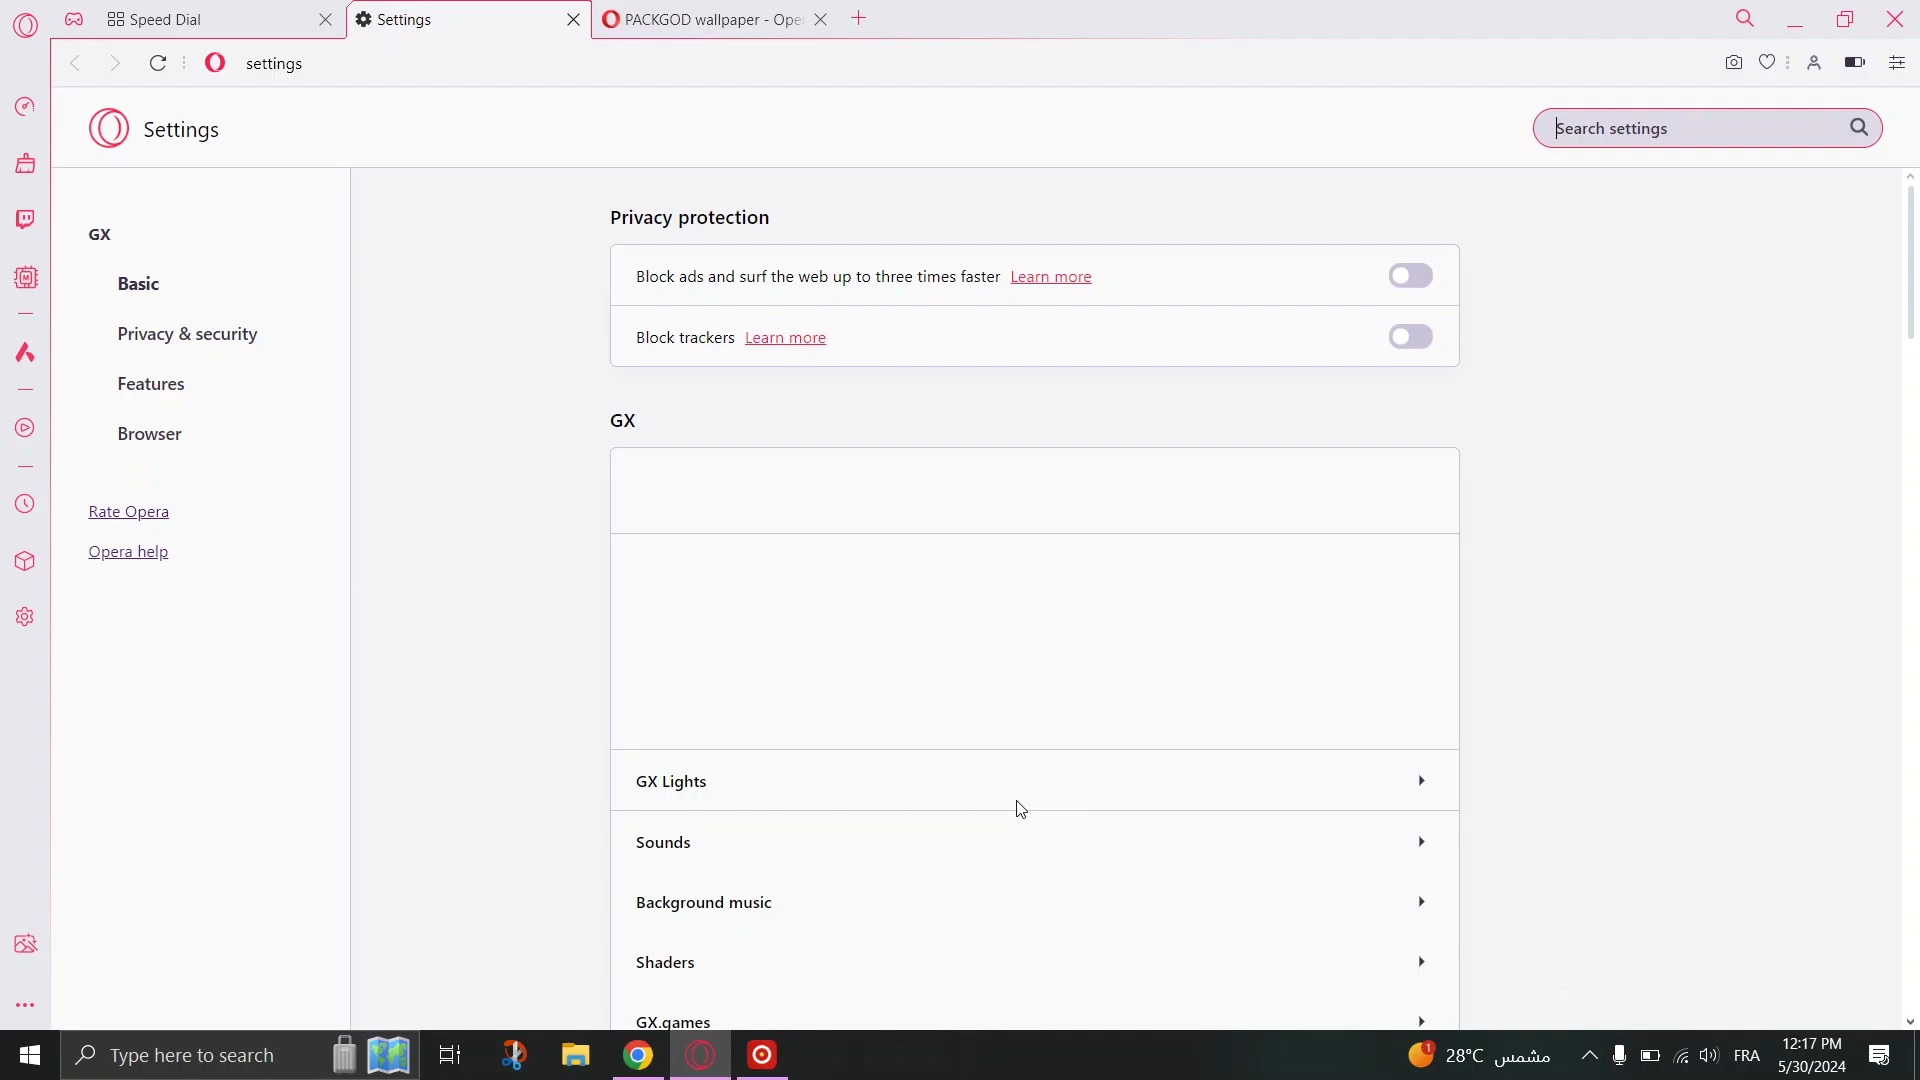 Speed Dial
Settings
PACKGOD wallpaper - Ope
settings
Settings
Search settings
GX
Basic
Privacy & security
Features
Browser
Rate Opera
Opera help
Privacy protection
Block ads and surf the web up to three times faster Learn more
Block trackers Learn more
GX
GX Lights
Sounds
Background music
Shaders
GX.games
Type here to search
1
28°C مشمس
FRA
12:17 PM
5/30/2024